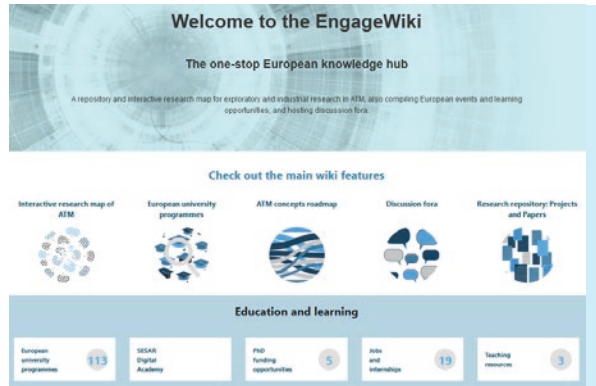 Welcome to the EngageWiki
The one-stop European knowledge hub
A repository and interactive research map for exploratory and industrial research in ATM, also compiling European events and learning
opportunities, and hosting discussion fora.
Check out the main wiki features
Interactive research map of
ATM
European university
programmes
ATM concepts roadmap
Discussion fora
Research repository: Projects
and Papers
Education and learning
European
university
programmes
113
SESAR
Digital
Academy
PhD
funding
opportunities
5
Jobs
and
internships
19
Teaching
resources
3